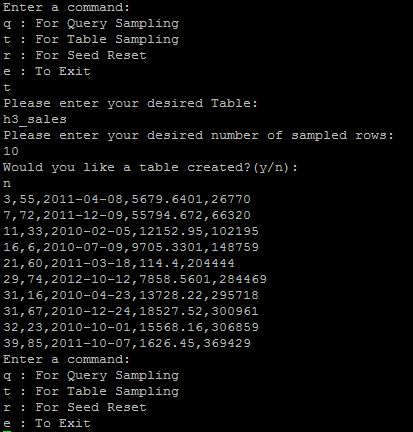 Enter a command:
q : For Query Sampling
t : For Table Sampling
r : For Seed Reset
e : To Exit
t
Please enter your desired Table:
h3_sales
Please enter your desired number of sampled rows:
10
Would you like a table created?(y/n):
n
3,55,2011-04-08,5679.6401,26770
7,72,2011-12-09,55794.672,66320
11,33,2010-02-05,12152.95,102195
16,6,2010-07-09,9705.3301,148759
21,60,2011-03-18,114.4,204444
29,74,2012-10-12,7858.5601,284469
31,16,2010-04-23,13728.22,295718
31,67,2010-12-24,18527.52,300961
32,23,2010-10-01,15568.16,306859
39,85,2011-10-07,1626.45,369429
Enter a command:
q : For Query Sampling
t : For Table Sampling
r : For Seed Reset
e : To Exit